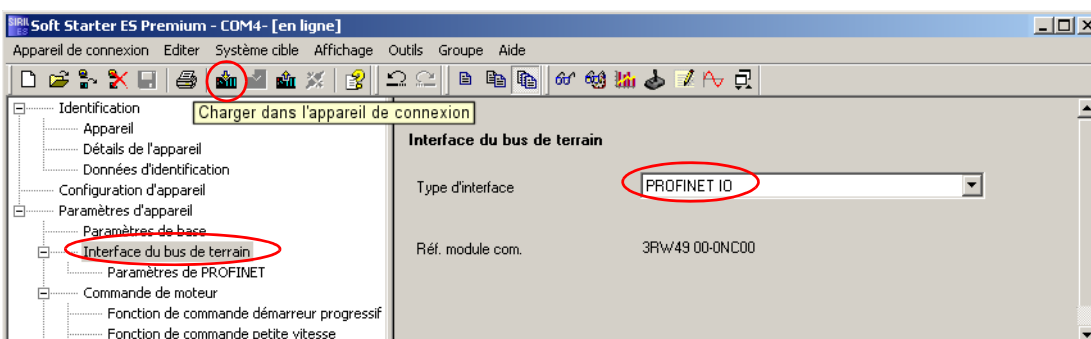 SIRIUS ES Soft Starter ES Premium - COM4- [en ligne]
Appareil de connexion Editer Système cible Affichage Outils Groupe Aide
Charger dans l'appareil de connexion
Identification
Appareil
Détails de l'appareil
Données d'identification
Configuration d'appareil
Paramètres d'appareil
Paramètres de base
Interface du bus de terrain
Paramètres de PROFINET
Commande de moteur
Fonction de commande démarreur progressif
Fonction de commande petite vitesse
Interface du bus de terrain
Type d'interface PROFINET IO
Réf. module com. 3RW49 00-0NC00